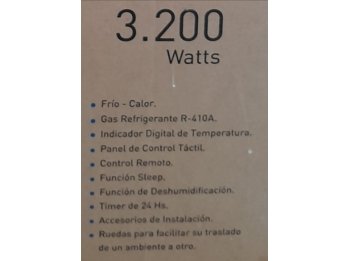 3.200
Watts
• Frío - Calor.
• Gas Refrigerante R-410A.
• Indicador Digital de Temperatura.
• Panel de Control Táctil.
• Control Remoto.
• Función Sleep.
• Función de Deshumidificación.
• Timer de 24 Hs.
• Accesorios de Instalación.
• Ruedas para facilitar su traslado
de un ambiente a otro.